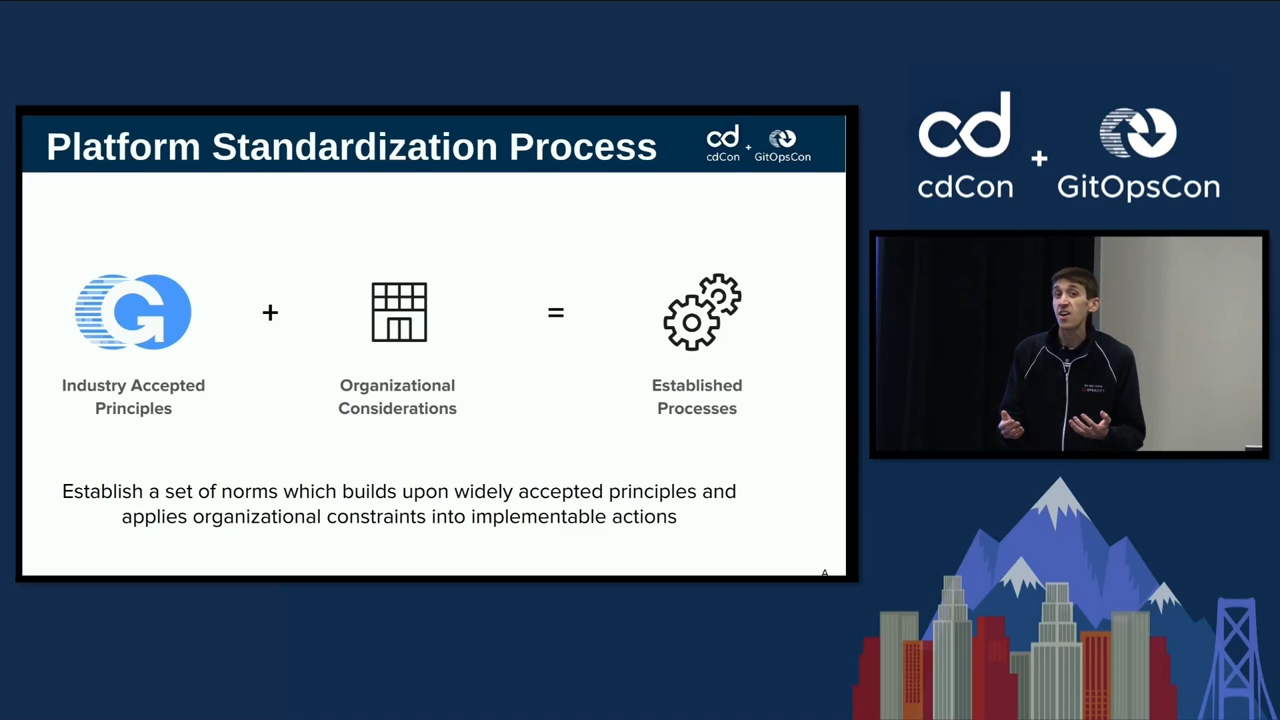 Platform Standardization Process
cd
cdCon
+
GitOpsCon
Industry Accepted
Principles
+
Organizational
Considerations
=
Established
Processes
Establish a set of norms which builds upon widely accepted principles and
applies organizational constraints into implementable actions
A
cd
cdCon
+
GitOpsCon